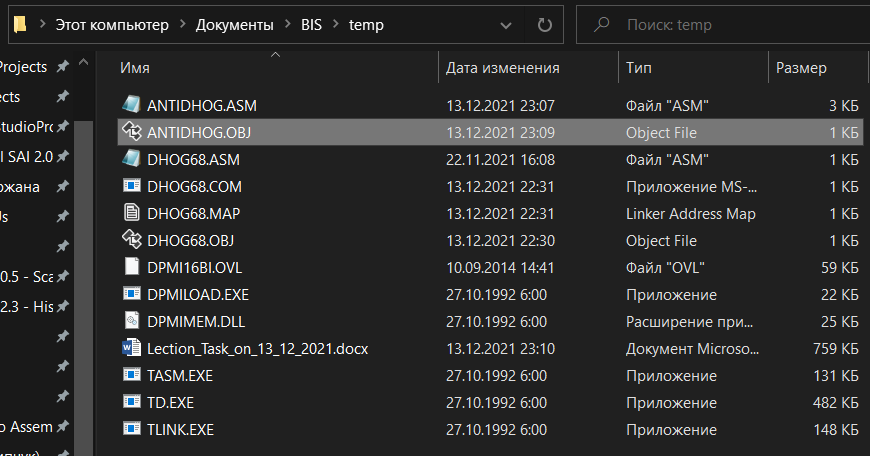 Этот компьютер > Документы > BIS > temp Поиск: temp
Имя Дата изменения Тип Размер
Projects
ects
studioPro
I SAI 2.0
ожана
Js
0.5 - Sca
2.3 - His
o Assem
ANTIDHOG.ASM 13.12.2021 23:07 Файл "ASM" 3 КБ
ANTIDHOG.OBJ 13.12.2021 23:09 Object File 1 КБ
DHOG68.ASM 22.11.2021 16:08 Файл "ASM" 1 КБ
DHOG68.COM 13.12.2021 22:31 Приложение MS-... 1 КБ
DHOG68.MAP 13.12.2021 22:31 Linker Address Map 1 КБ
DHOG68.OBJ 13.12.2021 22:30 Object File 1 КБ
DPMI16BI.OVL 10.09.2014 14:41 Файл "OVL" 59 КБ
DPMILOAD.EXE 27.10.1992 6:00 Приложение 22 КБ
DPMIMEM.DLL 27.10.1992 6:00 Расширение при... 25 КБ
Lection_Task_on_13_12_2021.docx 13.12.2021 23:10 Документ Microso... 759 КБ
TASM.EXE 27.10.1992 6:00 Приложение 131 КБ
TD.EXE 27.10.1992 6:00 Приложение 482 КБ
TLINK.EXE 27.10.1992 6:00 Приложение 148 КБ